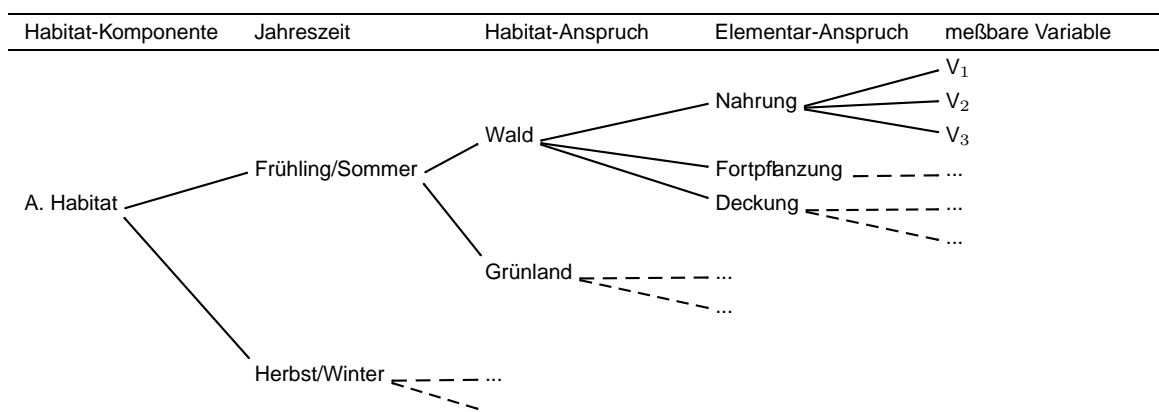 Habitat-Komponente Jahreszeit Habitat-Anspruch Elementar-Anspruch meßbare Variable
V₁
Nahrung V₂
Wald V₃
Frühling/Sommer Fortpflanzung ...
A. Habitat Deckung ...
...
Grünland ...
...
Herbst/Winter ...